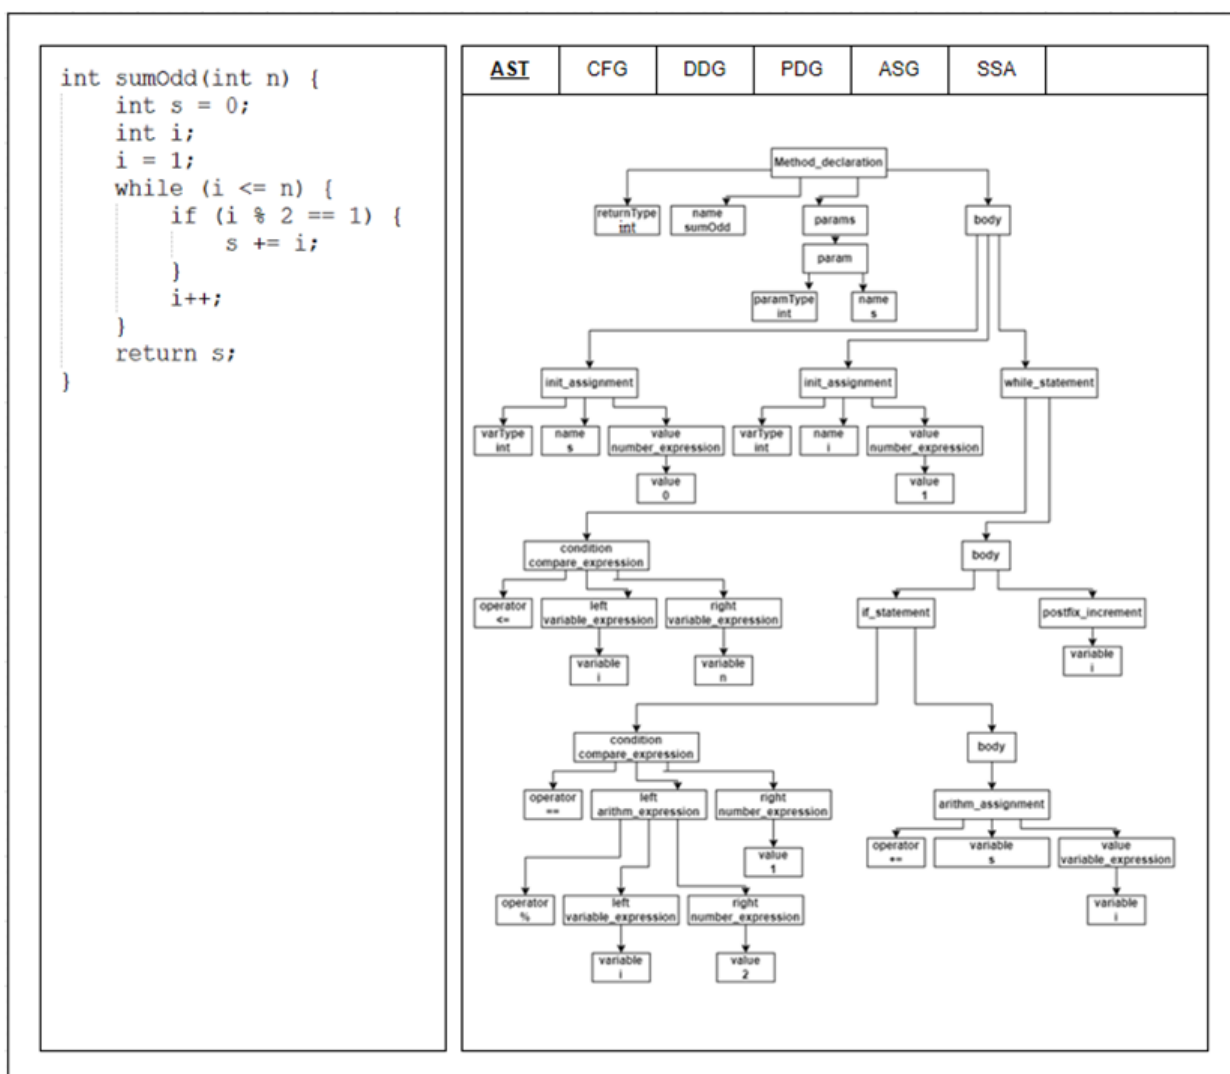 int sumOdd(int n) {
int s = 0;
int i;
i = 1;
while (i <= n) {
if (i % 2 == 1) {
s += i;
}
i++;
}
return s;
}
AST CFG DDG PDG ASG SSA
Method_declaration
returnType
int
name
sumOdd
params
body
param
paramType
int
name
s
init_assignment
init_assignment
while_statement
varType
int
name
s
value
number_expression
varType
int
name
i
value
number_expression
value
0
value
1
condition
compare_expression
body
operator
<=
left
variable_expression
right
variable_expression
if_statement
postfix_increment
variable
i
variable
n
variable
i
condition
compare_expression
body
operator
==
left
arithm_expression
right
number_expression
arithm_assignment
value
1
operator
+=
variable
s
value
variable_expression
operator
%
left
variable_expression
right
number_expression
variable
i
variable
i
value
2